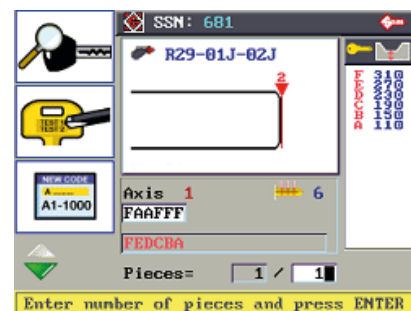 SSN: 681
R29-01J-02J
2
F 310
E 270
D 230
C 190
B 150
A 110
TEST 1
TEST 2
NEW CODE
A......
A1-1000
Axis 1
6
FAAFFF
FEDCBA
Pieces= 1 / 1
Enter number of pieces and press ENTER